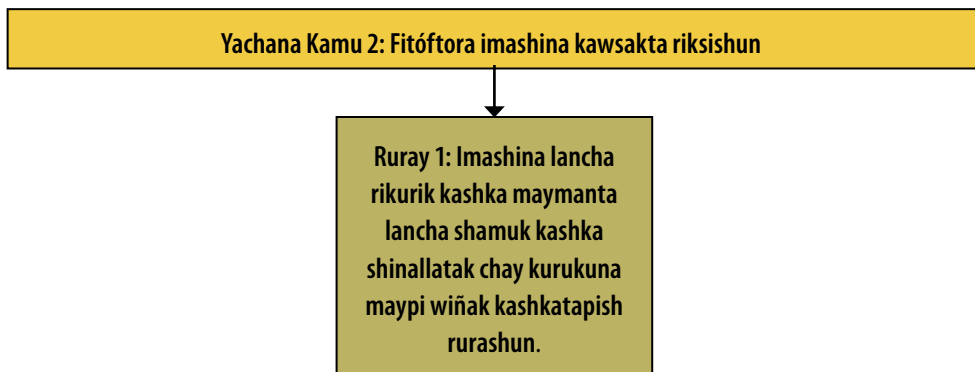 Yachana Kamu 2: Fitóftora imashina kawsakta riksishun
Ruray 1: Imashina lancha
rikurik kashka maymanta
lancha shamuk kashka
shinallatak chay kurukuna
maypi wiñak kashkatapish
rurashun.